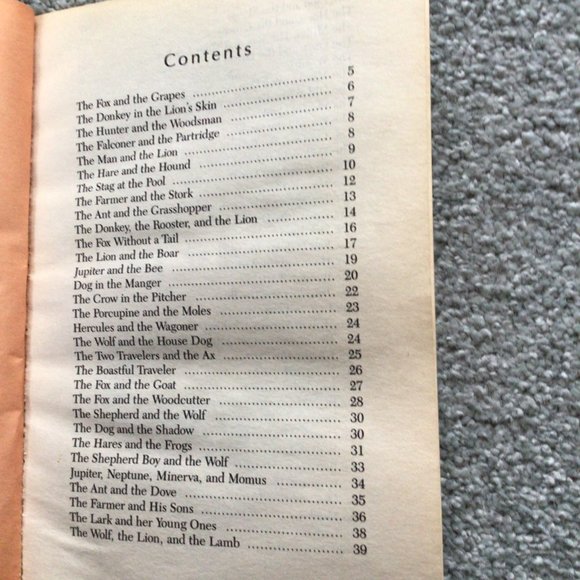 Contents
The Fox and the Grapes ........ 5
The Donkey in the Lion's Skin ........ 6
The Hunter and the Woodsman ........ 7
The Falconer and the Partridge ........ 8
The Man and the Lion ........ 8
The Hare and the Hound ........ 9
The Stag at the Pool ........ 10
The Farmer and the Stork ........ 12
The Ant and the Grasshopper ........ 13
The Donkey, the Rooster, and the Lion ........ 14
The Fox Without a Tail ........ 16
The Lion and the Boar ........ 17
Jupiter and the Bee ........ 19
Dog in the Manger ........ 20
The Crow in the Pitcher ........ 22
The Porcupine and the Moles ........ 23
Hercules and the Wagoner ........ 24
The Wolf and the House Dog ........ 24
The Two Travelers and the Ax ........ 25
The Boastful Traveler ........ 26
The Fox and the Goat ........ 27
The Fox and the Woodcutter ........ 28
The Shepherd and the Wolf ........ 30
The Dog and the Shadow ........ 30
The Hares and the Frogs ........ 31
The Shepherd Boy and the Wolf ........ 33
Jupiter, Neptune, Minerva, and Momus ........ 34
The Ant and the Dove ........ 35
The Farmer and His Sons ........ 36
The Lark and her Young Ones ........ 38
The Wolf, the Lion, and the Lamb ........ 39